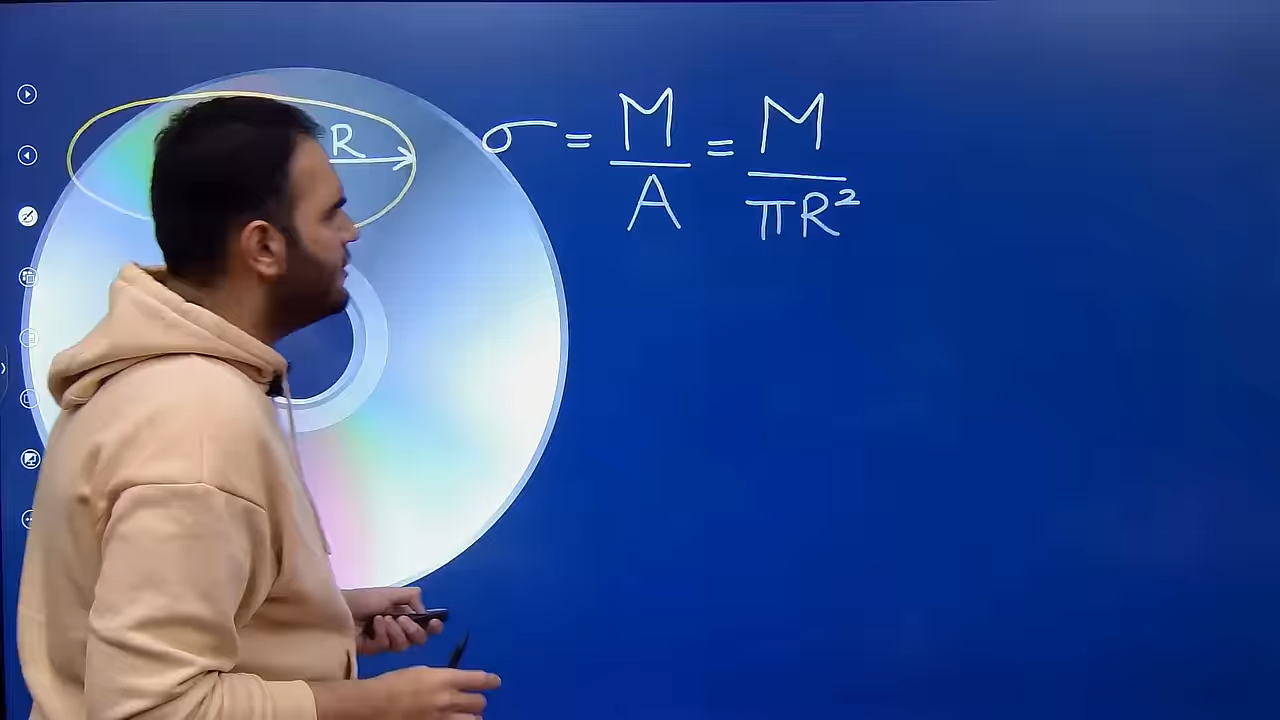 R
σ = M/A = M/πR²